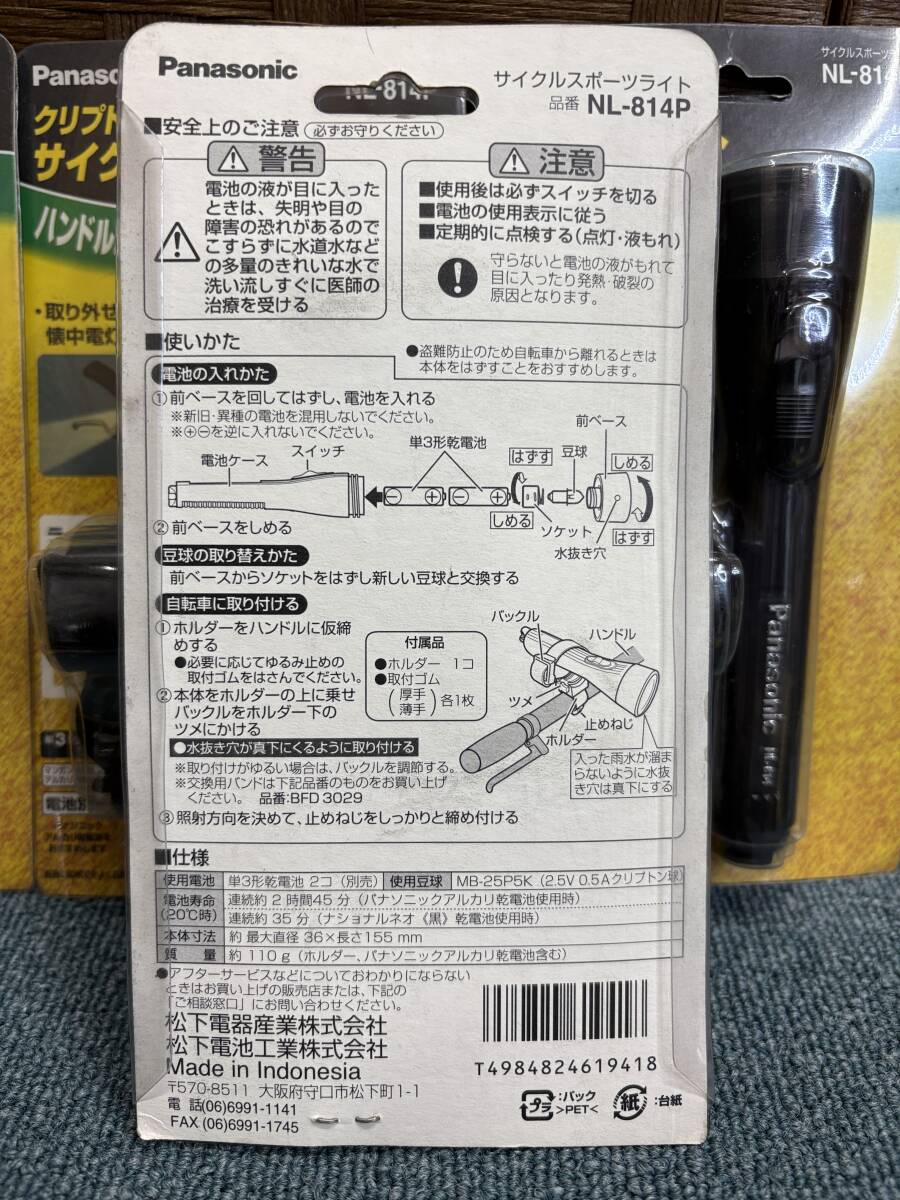 Panasonic
NL-814P
サイクルスポーツライト
品番 NL-814P
■安全上のご注意 (必ずお守りください)
⚠ 警告
電池の液が目に入った
ときは、失明や目の
障害の恐れがあるので
こすらずに水道水など
の多量のきれいな水で
洗い流しすぐに医師の
治療を受ける
⚠ 注意
■使用後は必ずスイッチを切る
■電池の使用表示に従う
■定期的に点検する(点灯・液もれ)
守らないと電池の液がもれて
目に入ったり発熱・破裂の
原因となります。
■使いかた
●盗難防止のため自転車から離れるときは
本体をはずすことをおすすめします。
電池の入れかた
①前ベースを回してはずし、電池を入れる
※新旧・異種の電池を混用しないでください。
※⊕⊖を逆に入れないでください。
電池ケース
スイッチ
単3形乾電池
はずす
しめる
豆球
ソケット
前ベース
しめる
はずす
水抜き穴
②前ベースをしめる
豆球の取り替えかた
前ベースからソケットをはずし新しい豆球と交換する
自転車に取り付ける
①ホルダーをハンドルに仮締
めする
●必要に応じてゆるみ止めの
取付ゴムをはさんでください。
②本体をホルダーの上に乗せ
バックルをホルダー下の
ツメにかける
●水抜き穴が真下にくるように取り付ける
※取り付けがゆるい場合は、バックルを調節する。
※交換用バンドは下記品番のものをお買い上げ
ください。 品番:BFD 3029
③照射方向を決めて、止めねじをしっかりと締め付ける
付属品
●ホルダー 1コ
●取付ゴム
(厚手 薄手) 各1枚
バックル
ハンドル
ツメ
止めねじ
ホルダー
入った雨水が溜ま
らないように水抜
き穴は真下にする
■仕様
使用電池 単3形乾電池 2コ (別売) 使用豆球 MB-25P5K (2.5V 0.5Aクリプトン球)
電池寿命 連続約 2 時間45 分 (パナソニックアルカリ乾電池使用時)
(20℃時) 連続約 35 分 (ナショナルネオ《黒》乾電池使用時)
本体寸法 約 最大直径 36×長さ155 mm
質 量 約 110 g (ホルダー、パナソニックアルカリ乾電池含む)
●アフターサービスなどについておわかりにならない
ときはお買い上げの販売店または、下記の
「ご相談窓口」にお問い合わせください。
松下電器産業株式会社
松下電池工業株式会社
Made in Indonesia
〒570-8511 大阪府守口市松下町1-1
電 話(06)6991-1141
FAX (06)6991-1745
T4984824619418
プラ :パック
>PET<
紙 :台紙
Panaso
クリプト
サイク
ハンドル
・取り外せ
懐中電灯
サイクルスポーツラ
NL-814
Panasonic